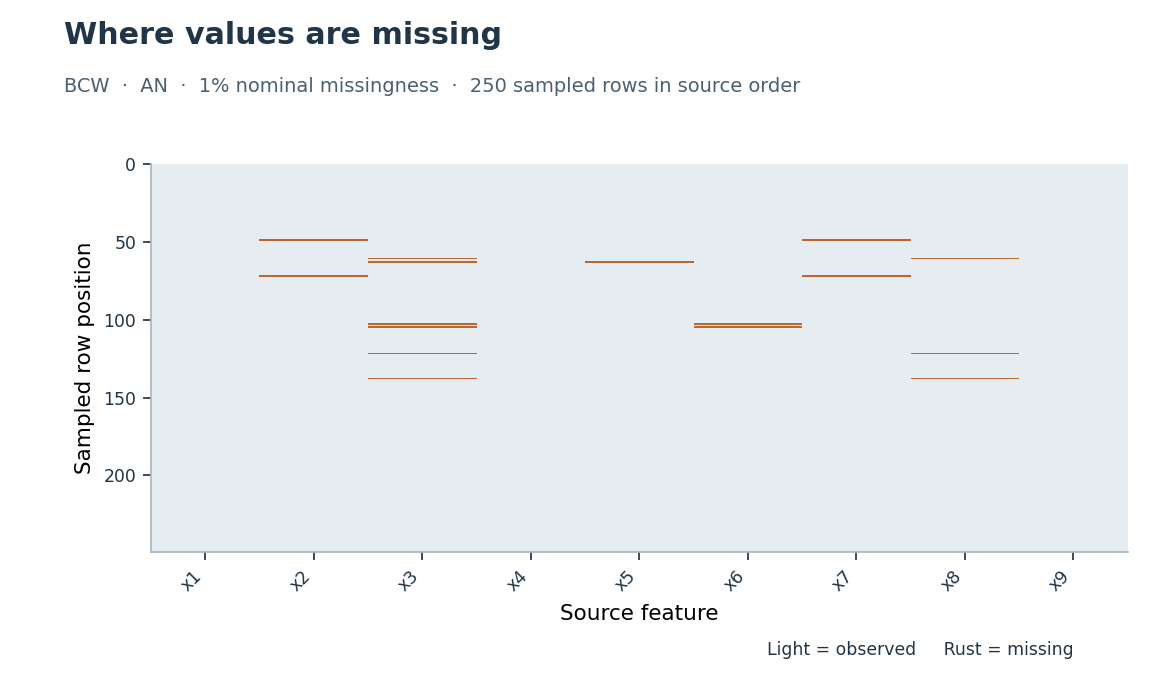 Where values are missing
BCW · AN · 1% nominal missingness · 250 sampled rows in source order
Sampled row position
0
50
100
150
200
x1 x2 x3 x4 x5 x6 x7 x8 x9
Source feature
Light = observed Rust = missing